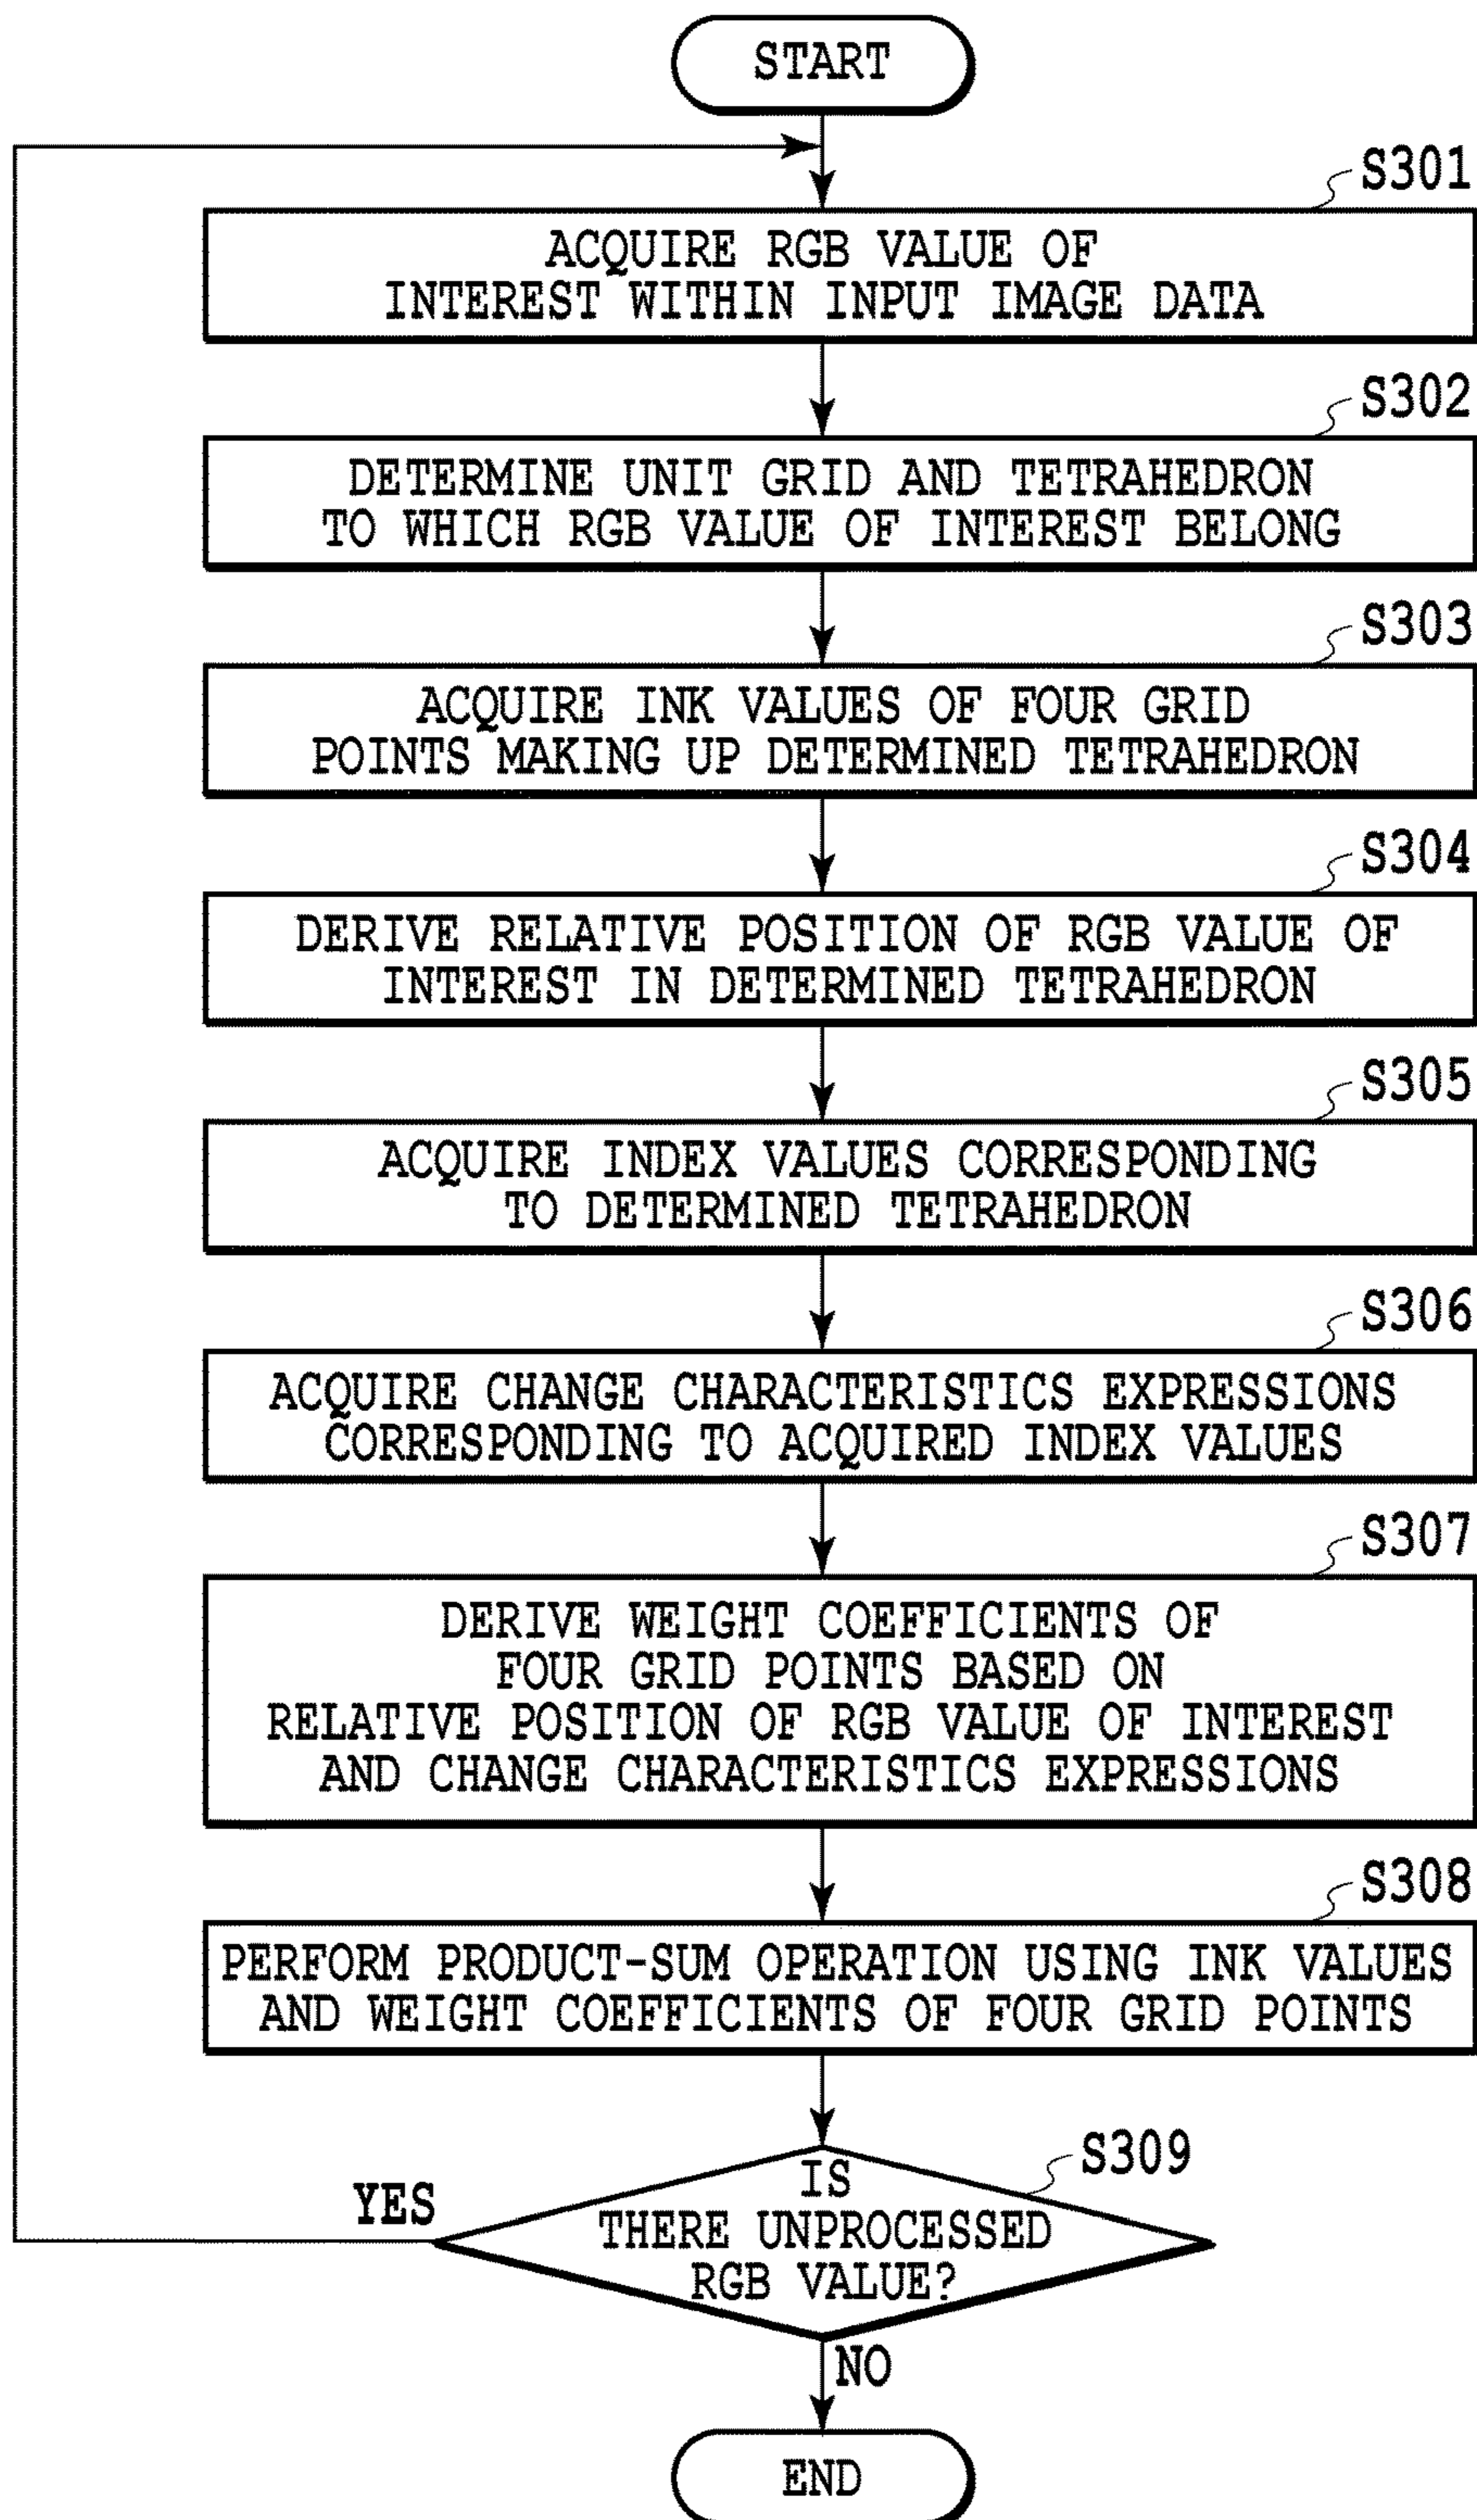 START
S301
ACQUIRE RGB VALUE OF
INTEREST WITHIN INPUT IMAGE DATA
S302
DETERMINE UNIT GRID AND TETRAHEDRON
TO WHICH RGB VALUE OF INTEREST BELONG
S303
ACQUIRE INK VALUES OF FOUR GRID
POINTS MAKING UP DETERMINED TETRAHEDRON
S304
DERIVE RELATIVE POSITION OF RGB VALUE OF
INTEREST IN DETERMINED TETRAHEDRON
S305
ACQUIRE INDEX VALUES CORRESPONDING
TO DETERMINED TETRAHEDRON
S306
ACQUIRE CHANGE CHARACTERISTICS EXPRESSIONS
CORRESPONDING TO ACQUIRED INDEX VALUES
S307
DERIVE WEIGHT COEFFICIENTS OF
FOUR GRID POINTS BASED ON
RELATIVE POSITION OF RGB VALUE OF INTEREST
AND CHANGE CHARACTERISTICS EXPRESSIONS
S308
PERFORM PRODUCT-SUM OPERATION USING INK VALUES
AND WEIGHT COEFFICIENTS OF FOUR GRID POINTS
S309
YES
IS
THERE UNPROCESSED
RGB VALUE?
NO
END